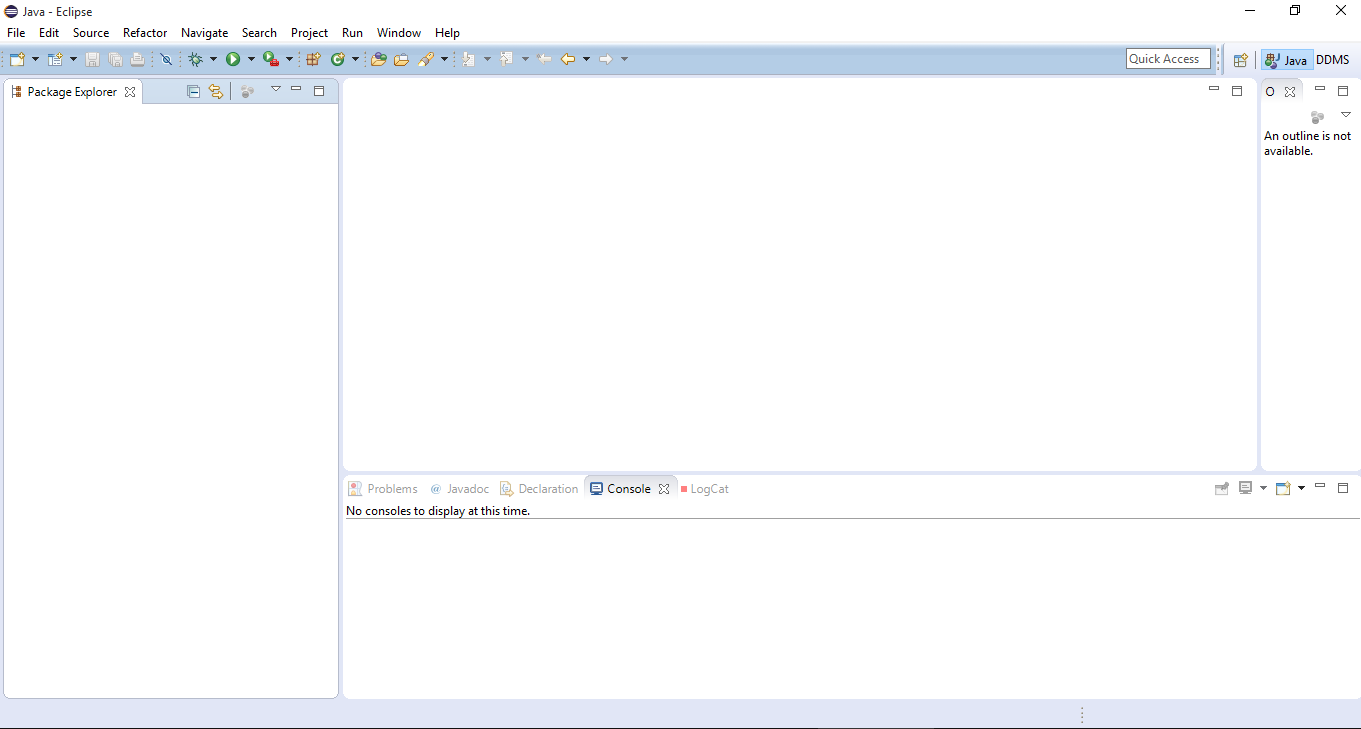 Java - Eclipse
File Edit Source Refactor Navigate Search Project Run Window Help
Quick Access Java DDMS
Package Explorer
O
An outline is not
available.
Problems @ Javadoc Declaration Console LogCat
No consoles to display at this time.